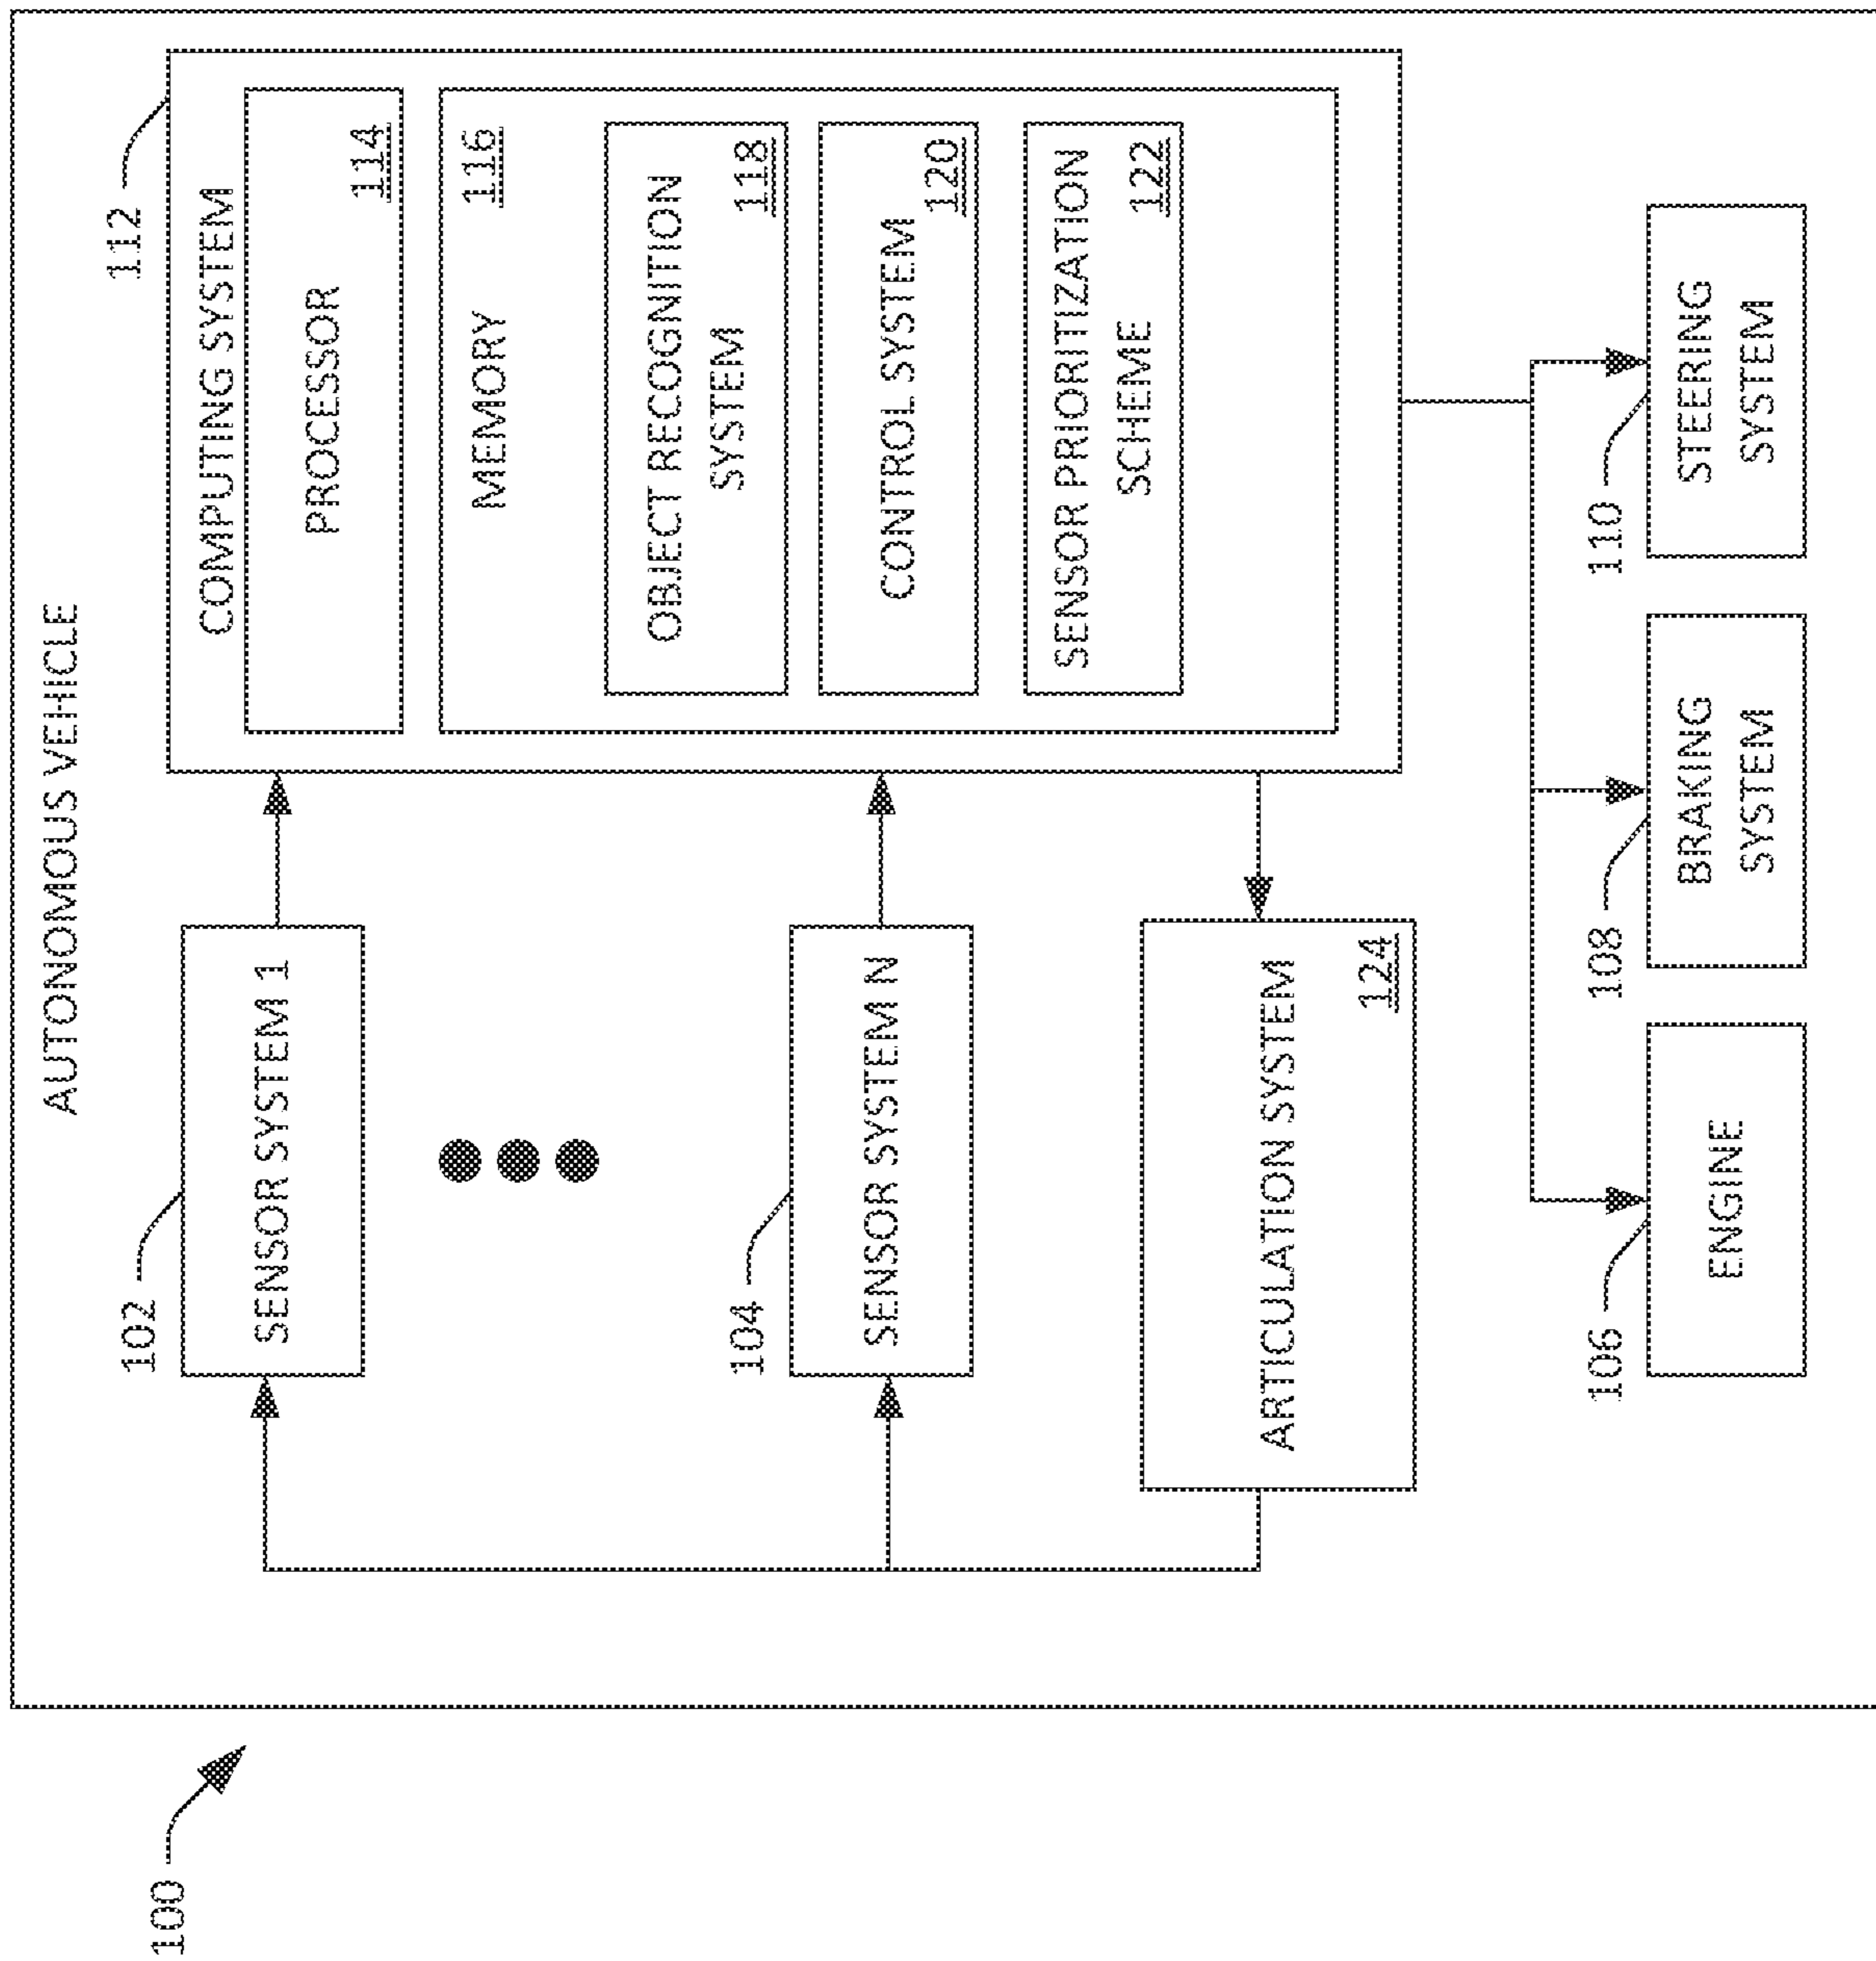 100
AUTONOMOUS VEHICLE
102
SENSOR SYSTEM 1
104
SENSOR SYSTEM N
ARTICULATION SYSTEM
124
112
COMPUTING SYSTEM
PROCESSOR
114
MEMORY
116
OBJECT RECOGNITION
SYSTEM
118
CONTROL SYSTEM
120
SENSOR PRIORITIZATION
SCHEME
122
106
ENGINE
108
BRAKING
SYSTEM
110
STEERING
SYSTEM